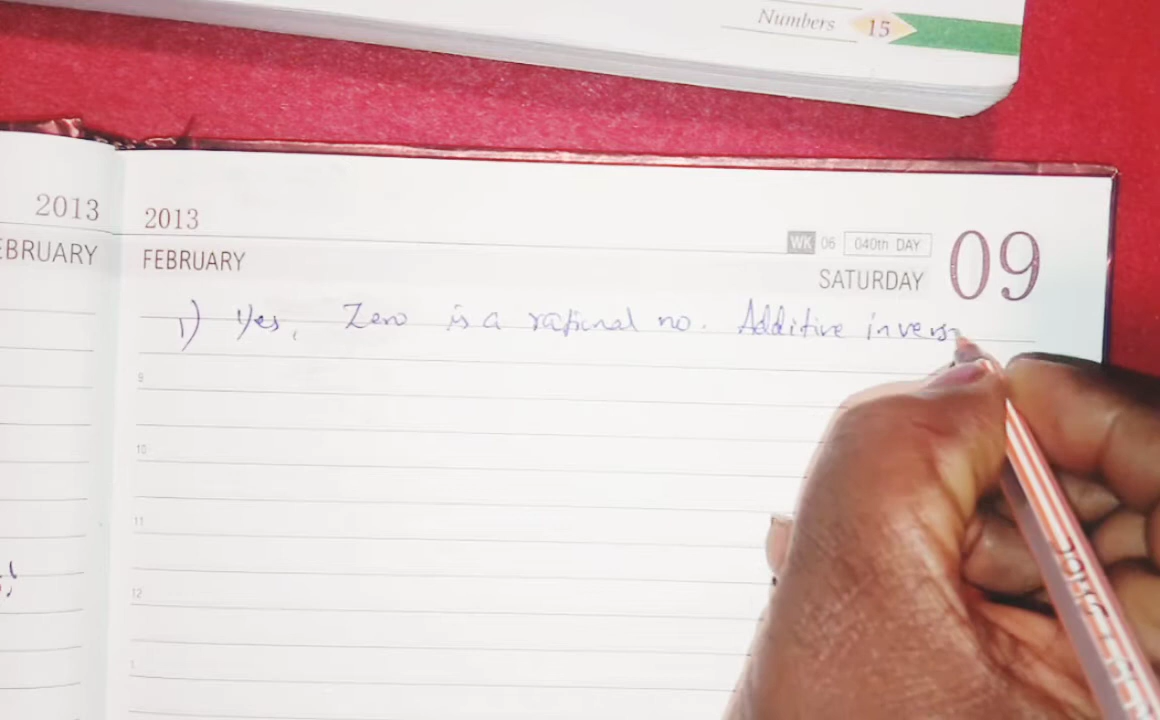 Numbers 15
2013
2013
EBRUARY
FEBRUARY
WK 06 040th DAY
SATURDAY
09
1) Yes, Zero is a rational no. Additive invers
9
10
11
12
1